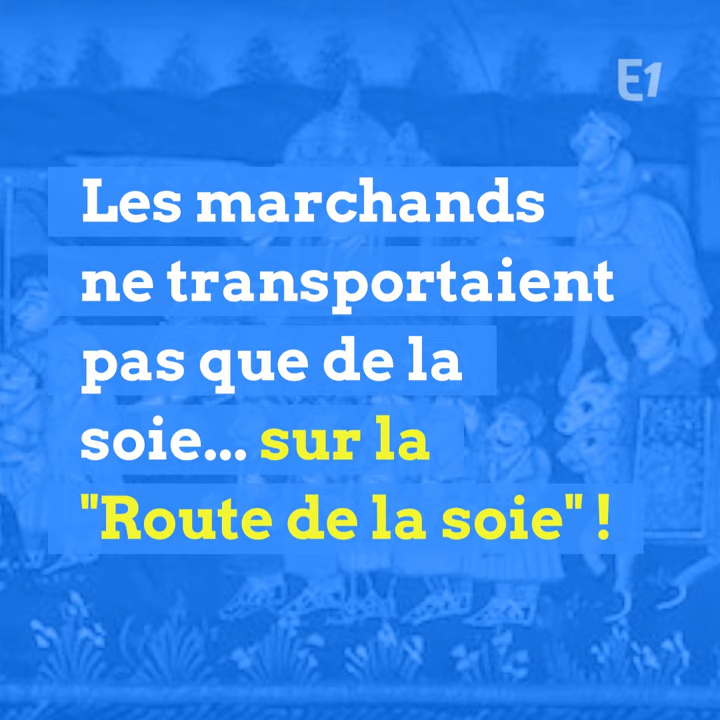 E1
Les marchands
ne transportaient
pas que de la
soie... sur la
"Route de la soie" !